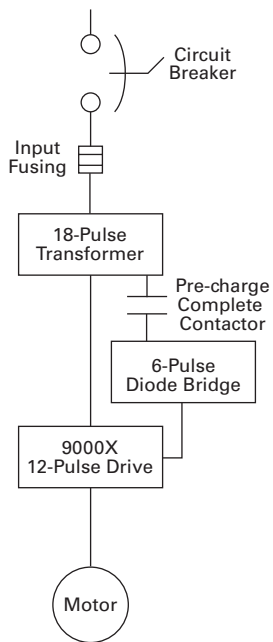 Circuit
Breaker
Input
Fusing
18-Pulse
Transformer
Pre-charge
Complete
Contactor
6-Pulse
Diode Bridge
9000X
12-Pulse Drive
Motor